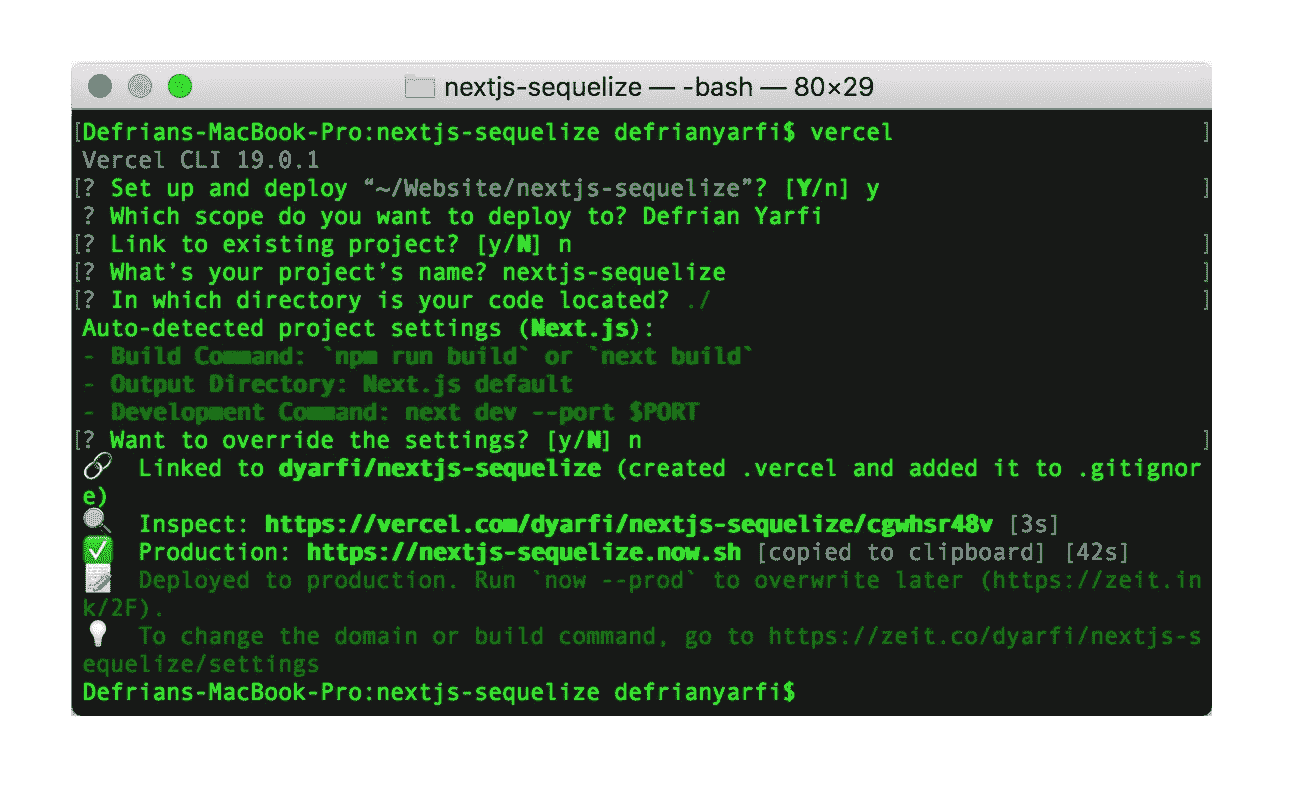 nextjs-sequelize — -bash — 80×29
[Defrians-MacBook-Pro:nextjs-sequelize defrianyarfi$ vercel ]
Vercel CLI 19.0.1
[? Set up and deploy “~/Website/nextjs-sequelize”? [Y/n] y ]
? Which scope do you want to deploy to? Defrian Yarfi
[? Link to existing project? [y/N] n ]
[? What’s your project’s name? nextjs-sequelize ]
[? In which directory is your code located? ./ ]
Auto-detected project settings (Next.js):
- Build Command: `npm run build` or `next build`
- Output Directory: Next.js default
- Development Command: next dev --port $PORT
[? Want to override the settings? [y/N] n ]
🔗 Linked to dyarfi/nextjs-sequelize (created .vercel and added it to .gitignor
e)
🔍 Inspect: https://vercel.com/dyarfi/nextjs-sequelize/cgwhsr48v [3s]
✅ Production: https://nextjs-sequelize.now.sh [copied to clipboard] [42s]
📝 Deployed to production. Run `now --prod` to overwrite later (https://zeit.in
k/2F).
💡 To change the domain or build command, go to https://zeit.co/dyarfi/nextjs-s
equelize/settings
Defrians-MacBook-Pro:nextjs-sequelize defrianyarfi$